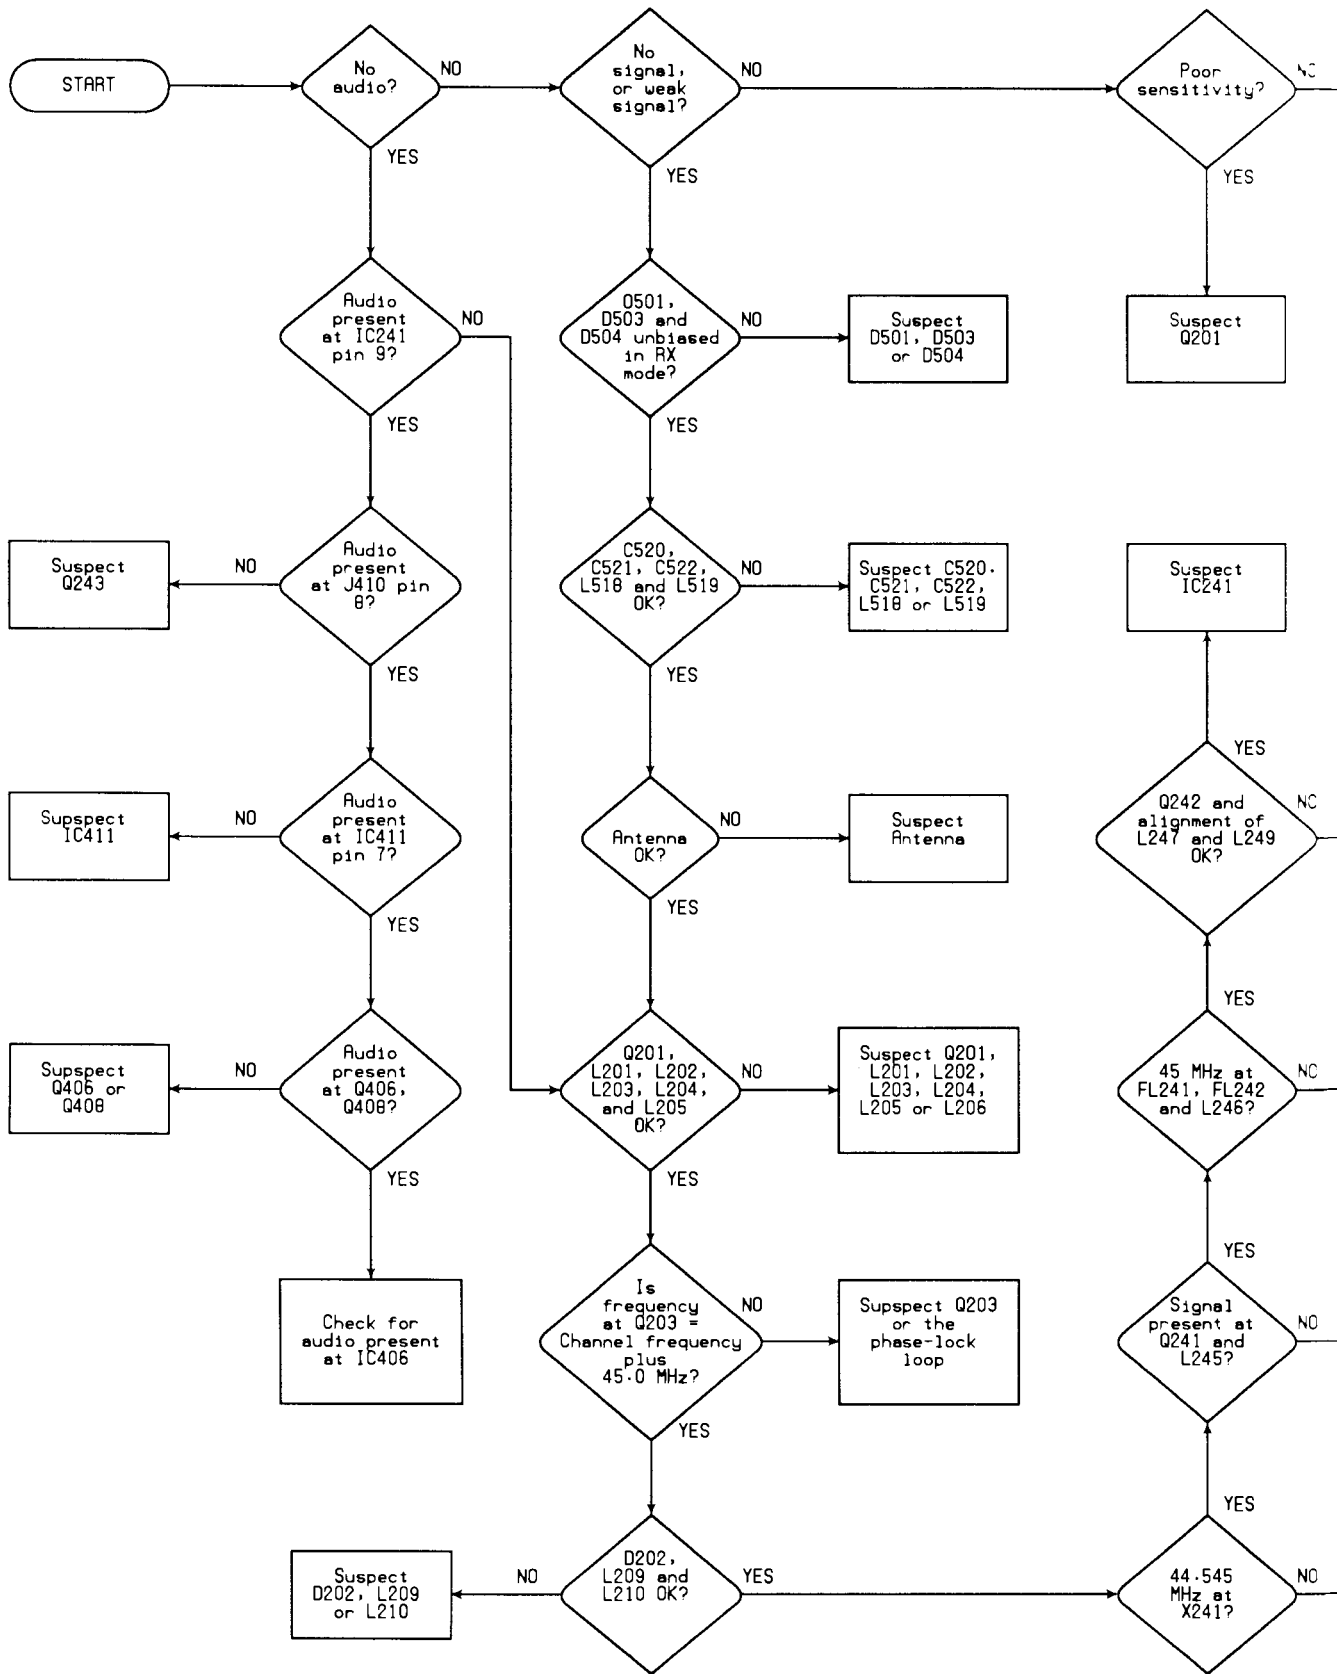 START
No
audio?
NO
YES
No
signal,
or weak
signal?
NO
YES
Poor
sensitivity?
NO
YES
Audio
present
at IC241
pin 9?
NO
YES
D501,
D503 and
D504 unbiased
in RX
mode?
NO
YES
Suspect
D501, D503
or D504
Suspect
Q201
Suspect
Q243
NO
Audio
present
at J410 pin
8?
YES
C520,
C521, C522,
L518 and L519
OK?
NO
YES
Suspect C520.
C521, C522,
L518 or L519
Suspect
IC241
YES
Supspect
IC411
NO
Audio
present
at IC411
pin 7?
YES
Antenna
OK?
NO
YES
Suspect
Antenna
Q242 and
alignment of
L247 and L249
OK?
NO
YES
Supspect
Q406 or
Q408
NO
Audio
present
at Q406,
Q408?
YES
Q201,
L201, L202,
L203, L204,
and L205
OK?
NO
YES
Suspect Q201,
L201, L202,
L203, L204,
L205 or L206
45 MHz at
FL241, FL242
and L246?
NO
YES
Check for
audio present
at IC406
Is
frequency
at Q203 =
Channel frequency
plus
45.0 MHz?
NO
YES
Supspect Q203
or the
phase-lock
loop
Signal
present at
Q241 and
L245?
NO
YES
Suspect
D202, L209
or L210
NO
D202,
L209 and
L210 OK?
YES
44.545
MHz at
X241?
NO